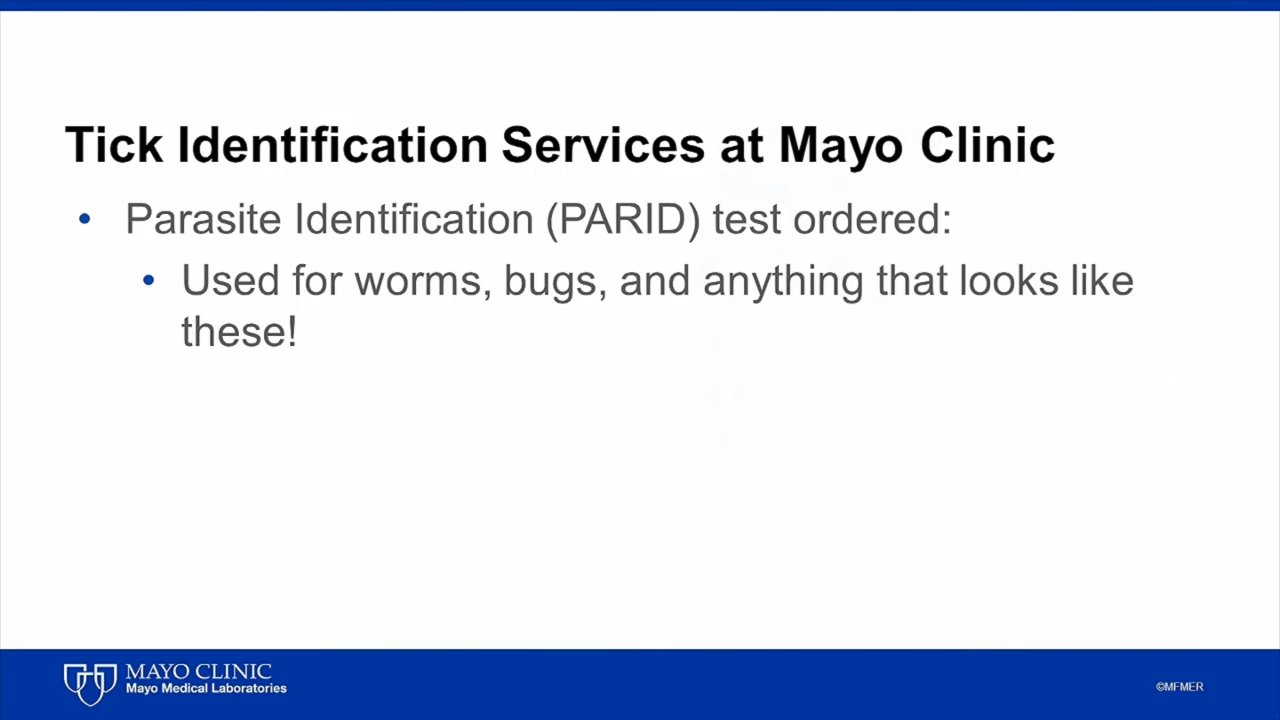 Tick Identification Services at Mayo Clinic
• Parasite Identification (PARID) test ordered:
• Used for worms, bugs, and anything that looks like
these!
MAYO CLINIC
Mayo Medical Laboratories
©MFMER